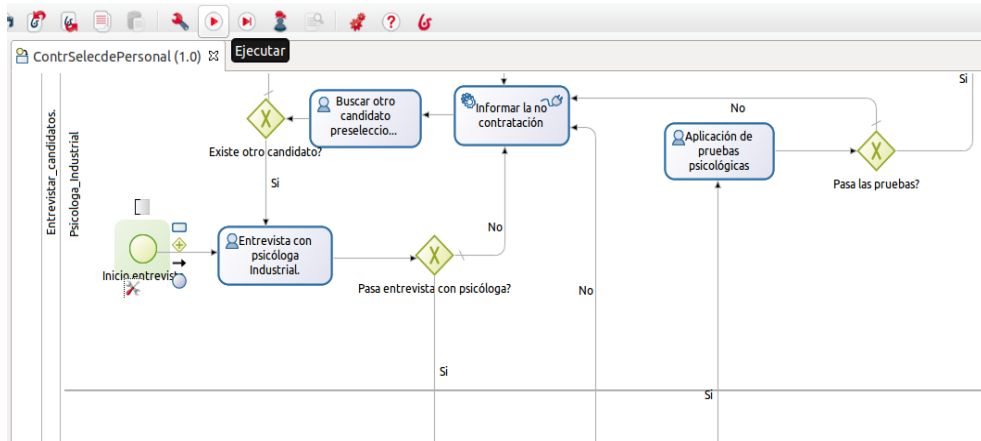 ContrSelecdePersonal (1.0)
Ejecutar
Entrevistar_candidatos.
Psicologa_Industrial
Buscar otro
candidato
preseleccio...
Informar la no
contratación
Existe otro candidato?
Si
No
Aplicación de
pruebas
psicológicas
Pasa las pruebas?
Si
Inicio entrevista
Entrevista con
psicóloga
Industrial.
No
Pasa entrevista con psicóloga?
No
Si
Si